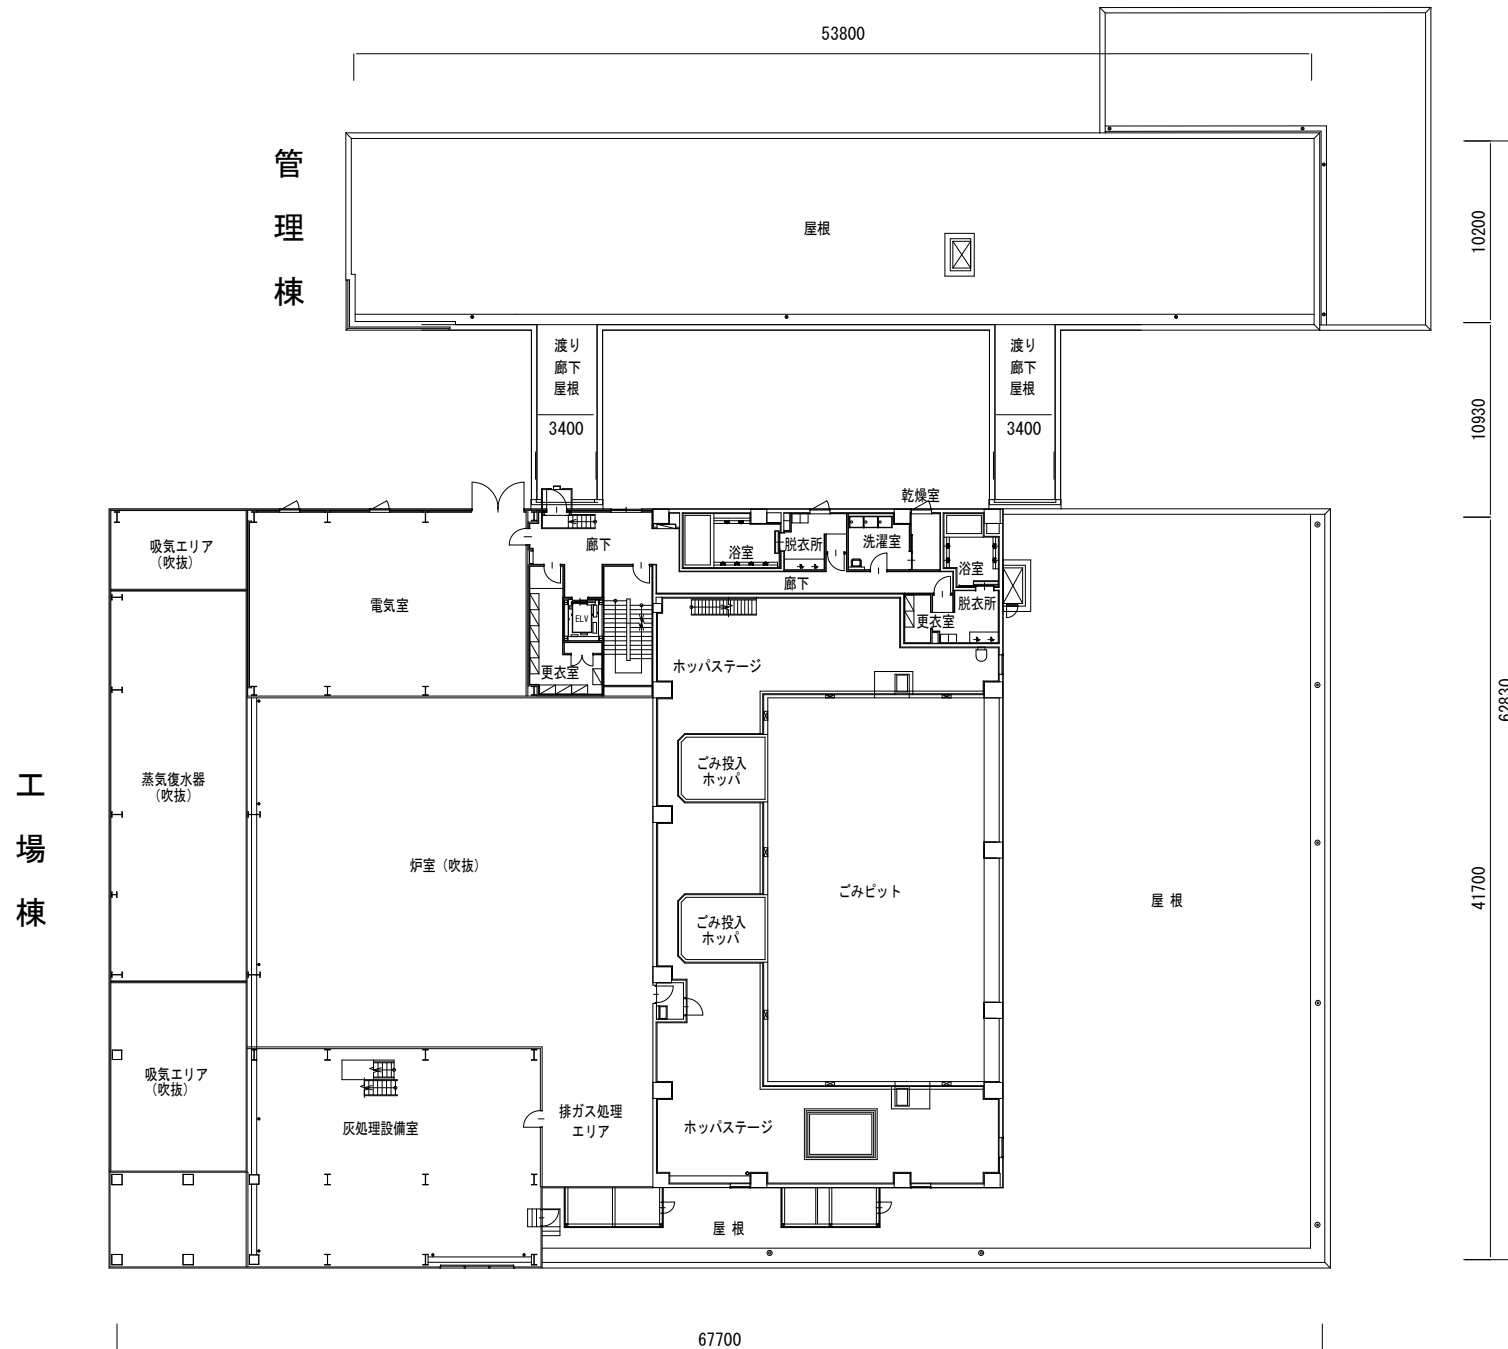 53800
管理棟
屋根
10200
渡り
廊下
屋根
3400
渡り
廊下
屋根
3400
10930
乾燥室
吸気エリア
(吹抜)
電気室
廊下
浴室
脱衣所
洗濯室
浴室
廊下
脱衣所
更衣室
ELV
更衣室
ホッパステージ
62830
工場棟
蒸気復水器
(吹抜)
ごみ投入
ホッパ
炉室(吹抜)
ごみピット
屋 根
41700
ごみ投入
ホッパ
吸気エリア
(吹抜)
灰処理設備室
排ガス処理
エリア
ホッパステージ
屋 根
67700